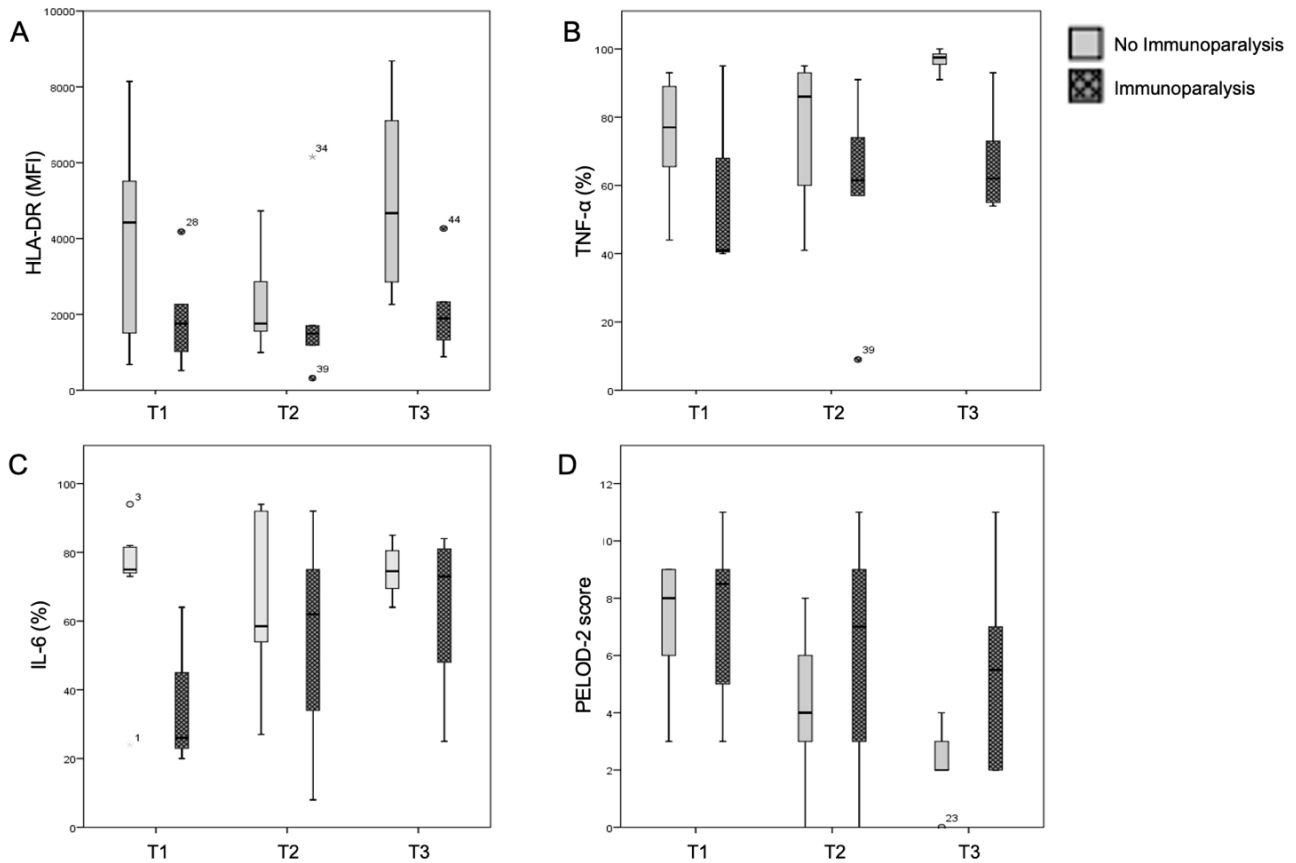 A
HLA-DR (MFI)
10000
8000
6000
4000
2000
0
28
34
39
44
T1 T2 T3
B
TNF-α (%)
100
80
60
40
20
0
39
T1 T2 T3
No Immunoparalysis
Immunoparalysis
C
IL-6 (%)
100
80
60
40
20
0
3
1
T1 T2 T3
D
PELOD-2 score
12
10
8
6
4
2
0
23
T1 T2 T3